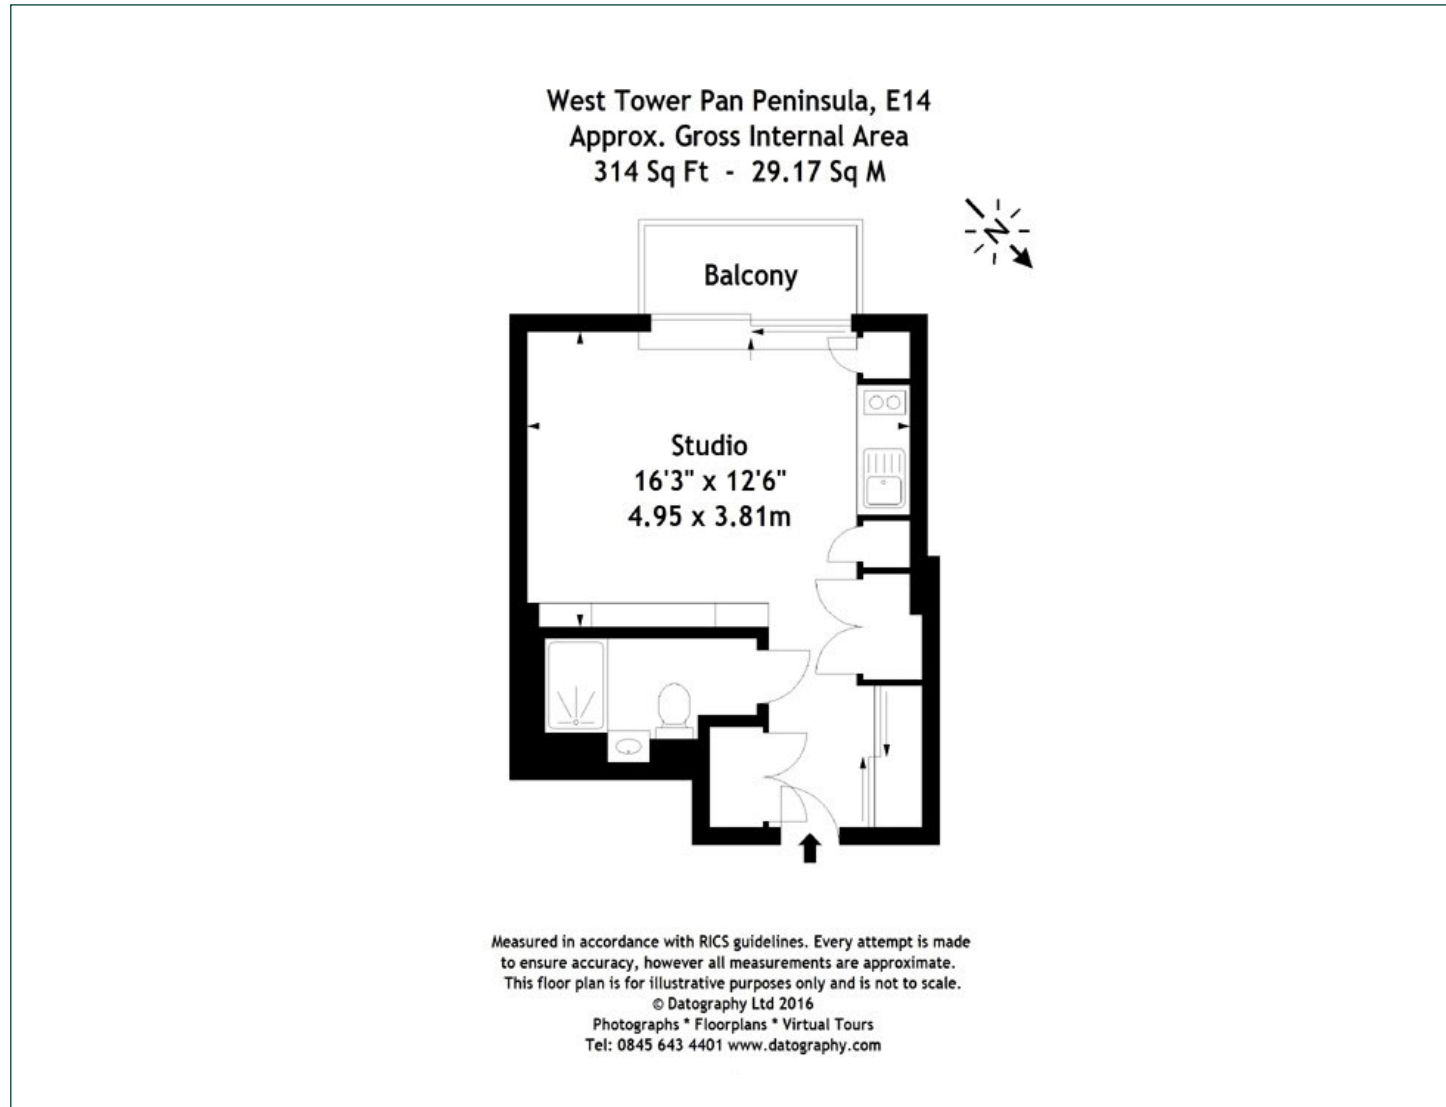 West Tower Pan Peninsula, E14
Approx. Gross Internal Area
314 Sq Ft - 29.17 Sq M
N
Balcony
Studio
16'3" x 12'6"
4.95 x 3.81m
Measured in accordance with RICS guidelines. Every attempt is made
to ensure accuracy, however all measurements are approximate.
This floor plan is for illustrative purposes only and is not to scale.
© Datography Ltd 2016
Photographs * Floorplans * Virtual Tours
Tel: 0845 643 4401 www.datography.com